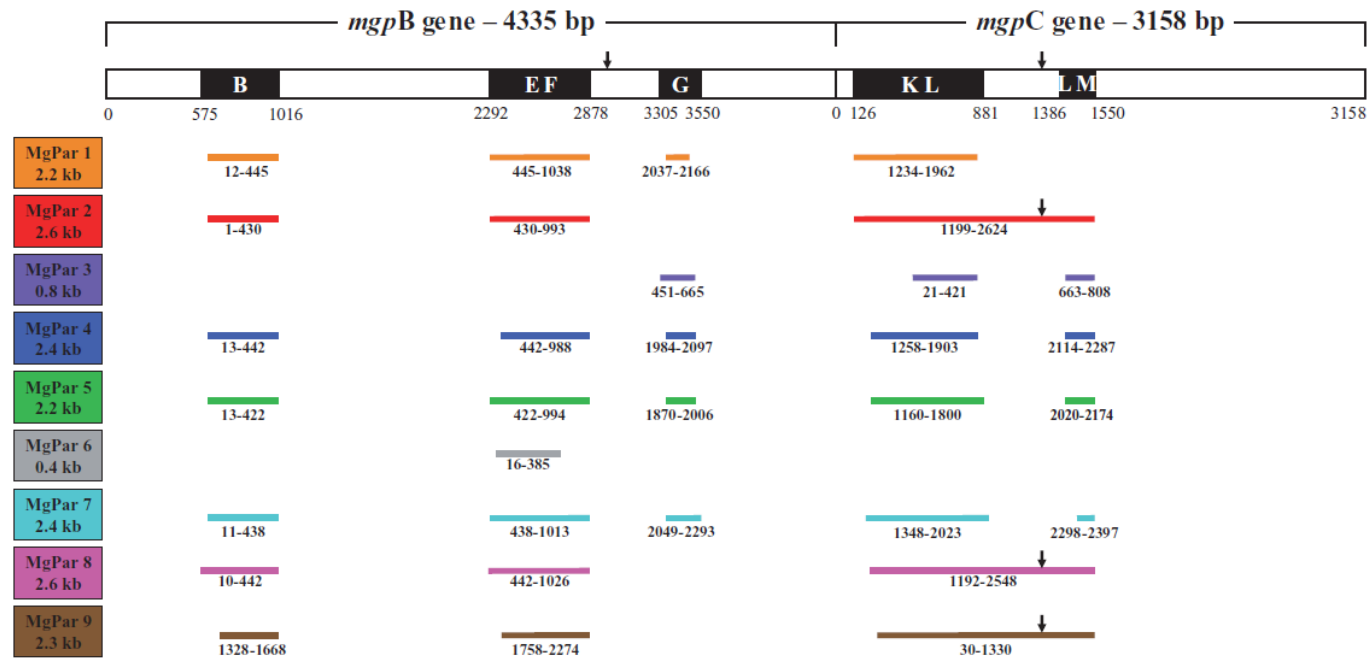 mgpB gene – 4335 bp mgpC gene – 3158 bp
B E F G K L L M
0 575 1016 2292 2878 3305 3550 0 126 881 1386 1550 3158
MgPar 1
2.2 kb
12-445 445-1038 2037-2166 1234-1962
MgPar 2
2.6 kb
1-430 430-993 1199-2624
MgPar 3
0.8 kb
451-665 21-421 663-808
MgPar 4
2.4 kb
13-442 442-988 1984-2097 1258-1903 2114-2287
MgPar 5
2.2 kb
13-422 422-994 1870-2006 1160-1800 2020-2174
MgPar 6
0.4 kb
16-385
MgPar 7
2.4 kb
11-438 438-1013 2049-2293 1348-2023 2298-2397
MgPar 8
2.6 kb
10-442 442-1026 1192-2548
MgPar 9
2.3 kb
1328-1668 1758-2274 30-1330